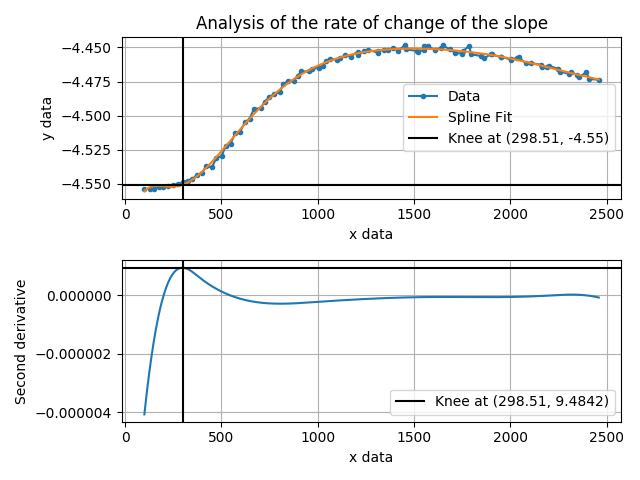 Analysis of the rate of change of the slope
−4.450
−4.475
−4.500
−4.525
−4.550
y data
Data
Spline Fit
Knee at (298.51, -4.55)
0
500
1000
1500
2000
2500
x data
0.000000
−0.000002
−0.000004
Second derivative
Knee at (298.51, 9.4842)
0
500
1000
1500
2000
2500
x data